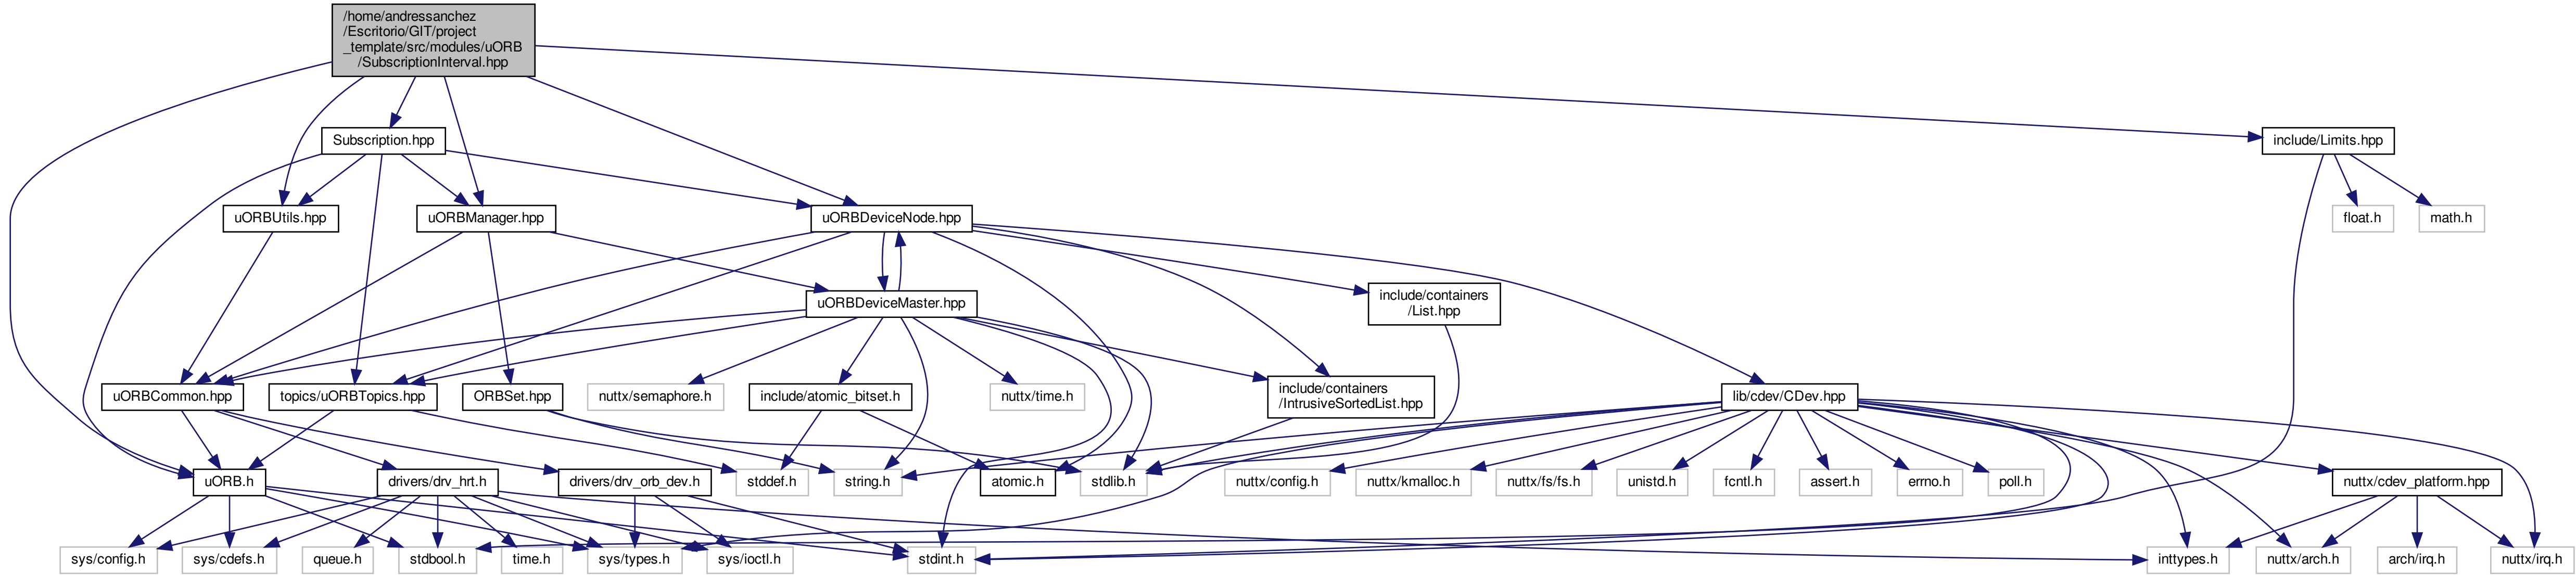 /home/andressanchez
/Escritorio/GIT/project
_template/src/modules/uORB
/SubscriptionInterval.hpp
Subscription.hpp
include/Limits.hpp
uORBUtils.hpp
uORBManager.hpp
uORBDeviceNode.hpp
float.h
math.h
uORBDeviceMaster.hpp
include/containers
/List.hpp
uORBCommon.hpp
topics/uORBTopics.hpp
ORBSet.hpp
nuttx/semaphore.h
include/atomic_bitset.h
nuttx/time.h
include/containers
/IntrusiveSortedList.hpp
lib/cdev/CDev.hpp
uORB.h
drivers/drv_hrt.h
drivers/drv_orb_dev.h
stddef.h
string.h
atomic.h
stdlib.h
nuttx/config.h
nuttx/kmalloc.h
nuttx/fs/fs.h
unistd.h
fcntl.h
assert.h
errno.h
poll.h
nuttx/cdev_platform.hpp
sys/config.h
sys/cdefs.h
queue.h
stdbool.h
time.h
sys/types.h
sys/ioctl.h
stdint.h
inttypes.h
nuttx/arch.h
arch/irq.h
nuttx/irq.h